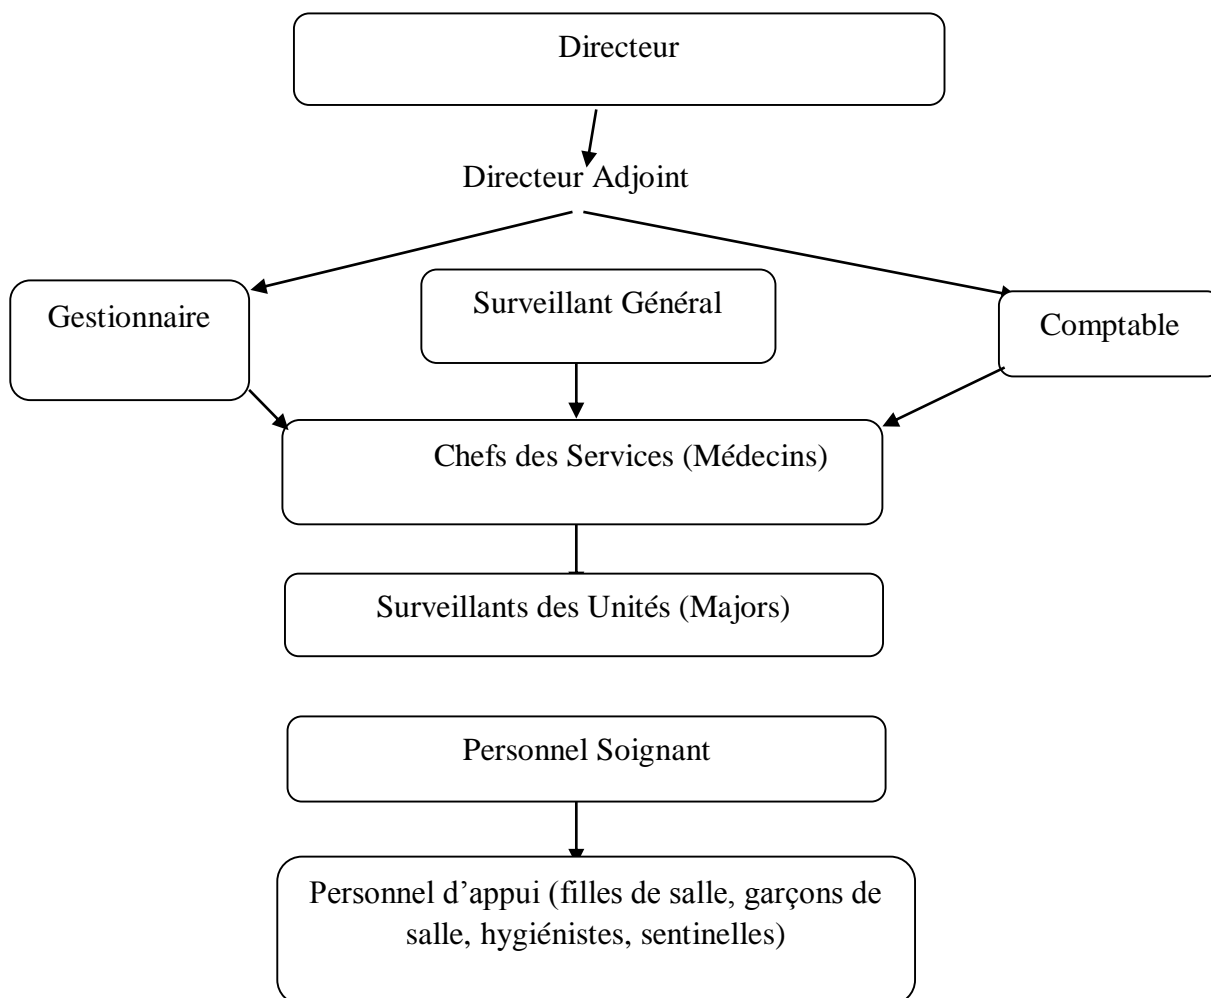 Directeur
Directeur Adjoint
Gestionnaire
Surveillant Général
Comptable
Chefs des Services (Médecins)
Surveillants des Unités (Majors)
Personnel Soignant
Personnel d’appui (filles de salle, garçons de
salle, hygiénistes, sentinelles)